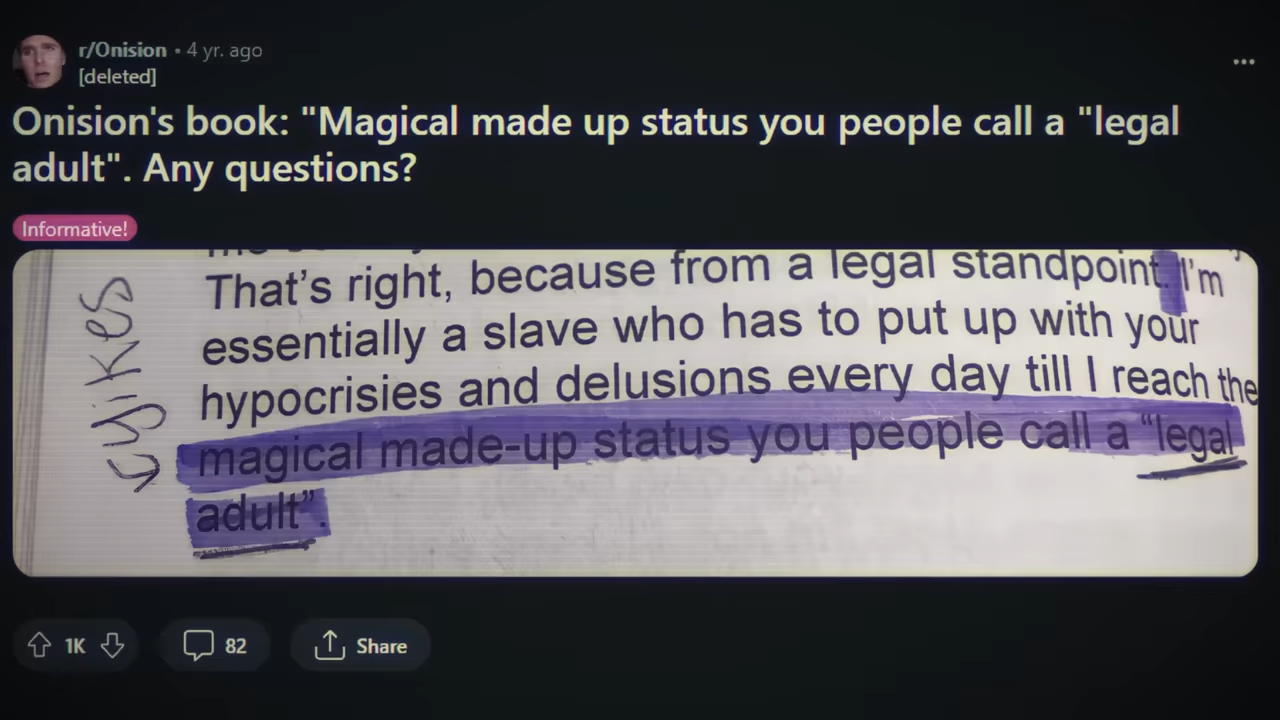 r/Onision • 4 yr. ago
[deleted]
Onision's book: "Magical made up status you people call a "legal
adult". Any questions?
Informative!
yikes
That's right, because from a legal standpoint. I'm
essentially a slave who has to put up with your
hypocrisies and delusions every day till I reach the
magical made-up status you people call a "legal
adult".
1K
82
Share